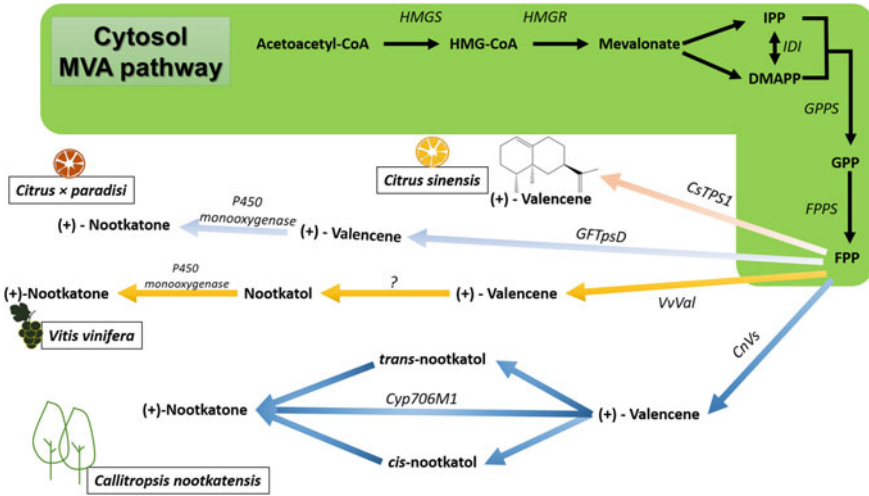 Cytosol
MVA pathway
Acetoacetyl-CoA
HMGS
HMG-CoA
HMGR
Mevalonate
IPP
IDI
DMAPP
GPPS
GPP
FPPS
FPP
Citrus × paradisi
Citrus sinensis
(+) - Valencene
CsTPS1
(+) - Nootkatone
P450
monooxygenase
(+) - Valencene
GFTpsD
(+)-Nootkatone
P450
monooxygenase
Nootkatol
?
(+) - Valencene
VvVal
Vitis vinifera
CnVs
trans-nootkatol
(+)-Nootkatone
Cyp706M1
(+) - Valencene
cis-nootkatol
Callitropsis nootkatensis